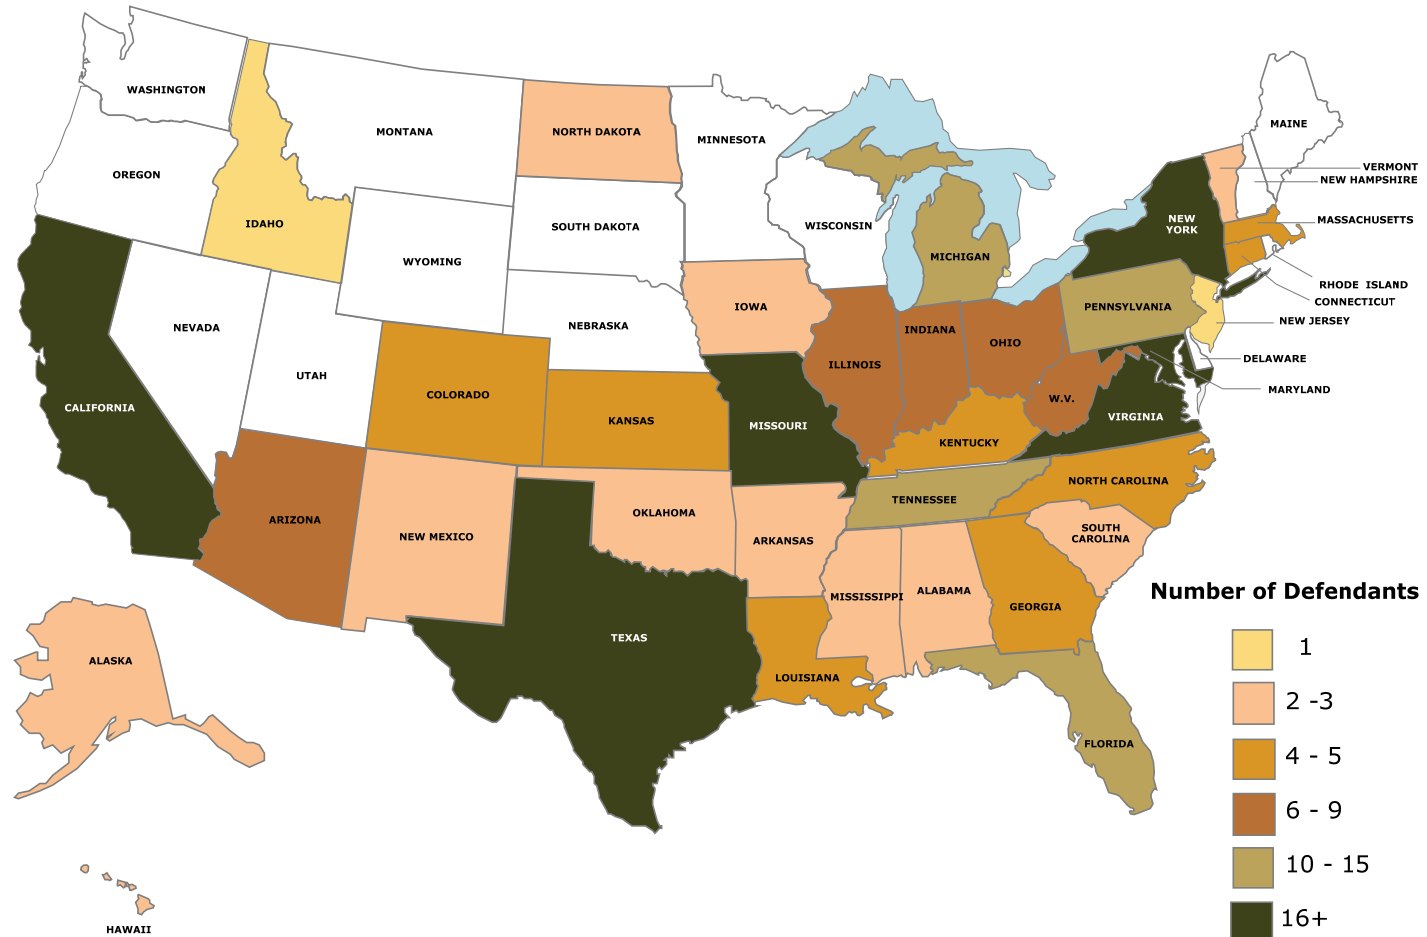 WASHINGTON
MONTANA
NORTH DAKOTA
MINNESOTA
MAINE
VERMONT
NEW HAMPSHIRE
OREGON
IDAHO
SOUTH DAKOTA
WISCONSIN
NEW
YORK
MASSACHUSETTS
WYOMING
MICHIGAN
RHODE ISLAND
CONNECTICUT
IOWA
PENNSYLVANIA
NEW JERSEY
NEVADA
NEBRASKA
INDIANA
OHIO
DELAWARE
UTAH
ILLINOIS
MARYLAND
COLORADO
W.V.
CALIFORNIA
KANSAS
MISSOURI
VIRGINIA
KENTUCKY
NORTH CAROLINA
TENNESSEE
ARIZONA
OKLAHOMA
NEW MEXICO
ARKANSAS
SOUTH
CAROLINA
MISSISSIPPI
ALABAMA
GEORGIA
TEXAS
ALASKA
LOUISIANA
FLORIDA
HAWAII
Number of Defendants
1
2 -3
4 - 5
6 - 9
10 - 15
16+